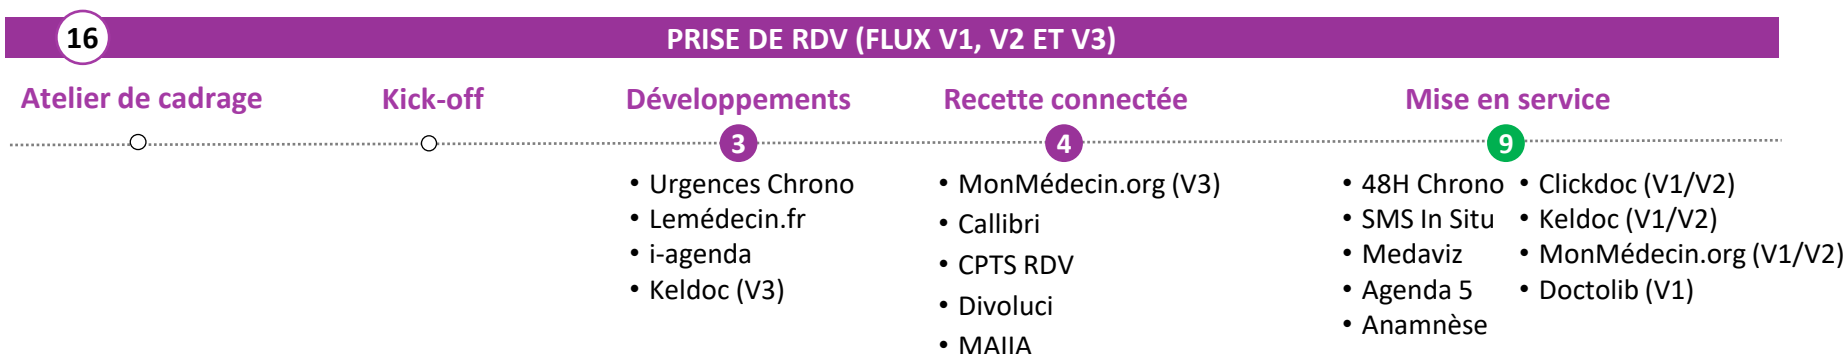 16
PRISE DE RDV (FLUX V1, V2 ET V3)
Atelier de cadrage
Kick-off
Développements
3
• Urgences Chrono
• Lemédecin.fr
• i-agenda
• Keldoc (V3)
Recette connectée
4
• MonMédecin.org (V3)
• Callibri
• CPTS RDV
• Divoluci
• MAIIA
Mise en service
9
• 48H Chrono
• SMS In Situ
• Medaviz
• Agenda 5
• Anamnèse
• Clickdoc (V1/V2)
• Keldoc (V1/V2)
• MonMédecin.org (V1/V2)
• Doctolib (V1)